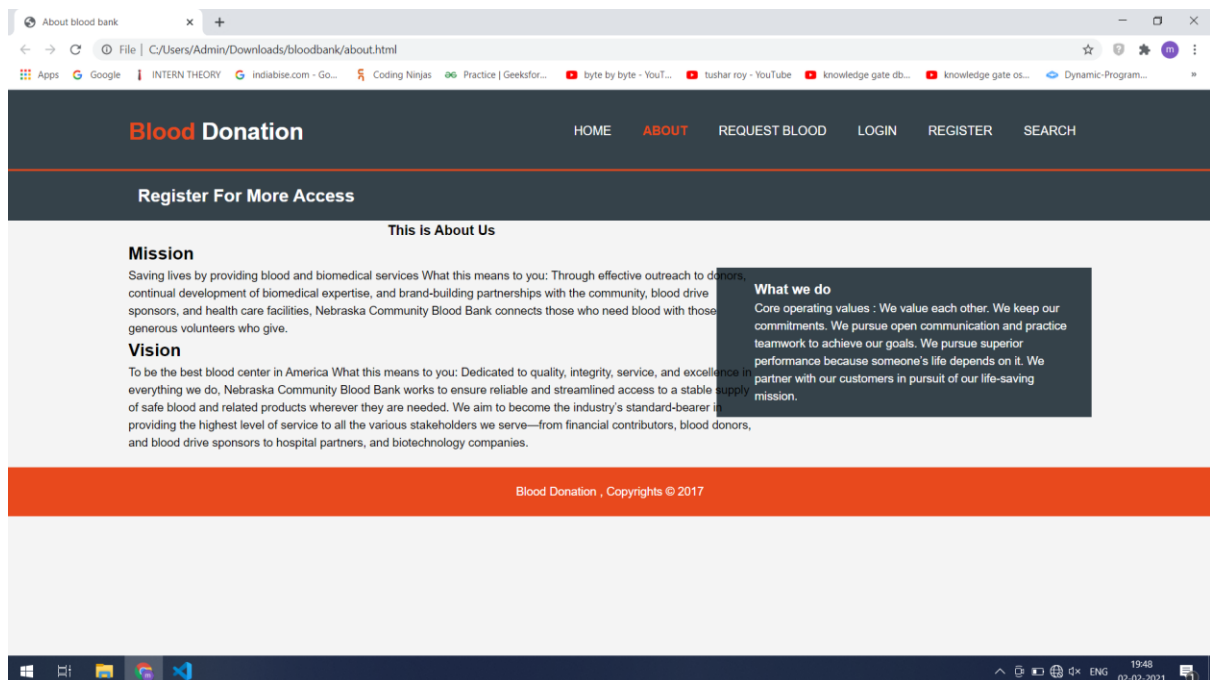 About blood bank
File | C:/Users/Admin/Downloads/bloodbank/about.html
Apps Google INTERN THEORY indiabise.com - Go... Coding Ninjas Practice | Geeksfor... byte by byte - YouT... tushar roy - YouTube knowledge gate db... knowledge gate os... Dynamic-Program... »
Blood Donation
HOME ABOUT REQUEST BLOOD LOGIN REGISTER SEARCH
Register For More Access
This is About Us
Mission
Saving lives by providing blood and biomedical services What this means to you: Through effective outreach to donors,
continual development of biomedical expertise, and brand-building partnerships with the community, blood drive
sponsors, and health care facilities, Nebraska Community Blood Bank connects those who need blood with those
generous volunteers who give.
Vision
To be the best blood center in America What this means to you: Dedicated to quality, integrity, service, and excellence in
everything we do, Nebraska Community Blood Bank works to ensure reliable and streamlined access to a stable supply
of safe blood and related products wherever they are needed. We aim to become the industry's standard-bearer in
providing the highest level of service to all the various stakeholders we serve—from financial contributors, blood donors,
and blood drive sponsors to hospital partners, and biotechnology companies.
What we do
Core operating values : We value each other. We keep our
commitments. We pursue open communication and practice
teamwork to achieve our goals. We pursue superior
performance because someone's life depends on it. We
partner with our customers in pursuit of our life-saving
mission.
Blood Donation , Copyrights © 2017
ENG
19:48
02-02-2021